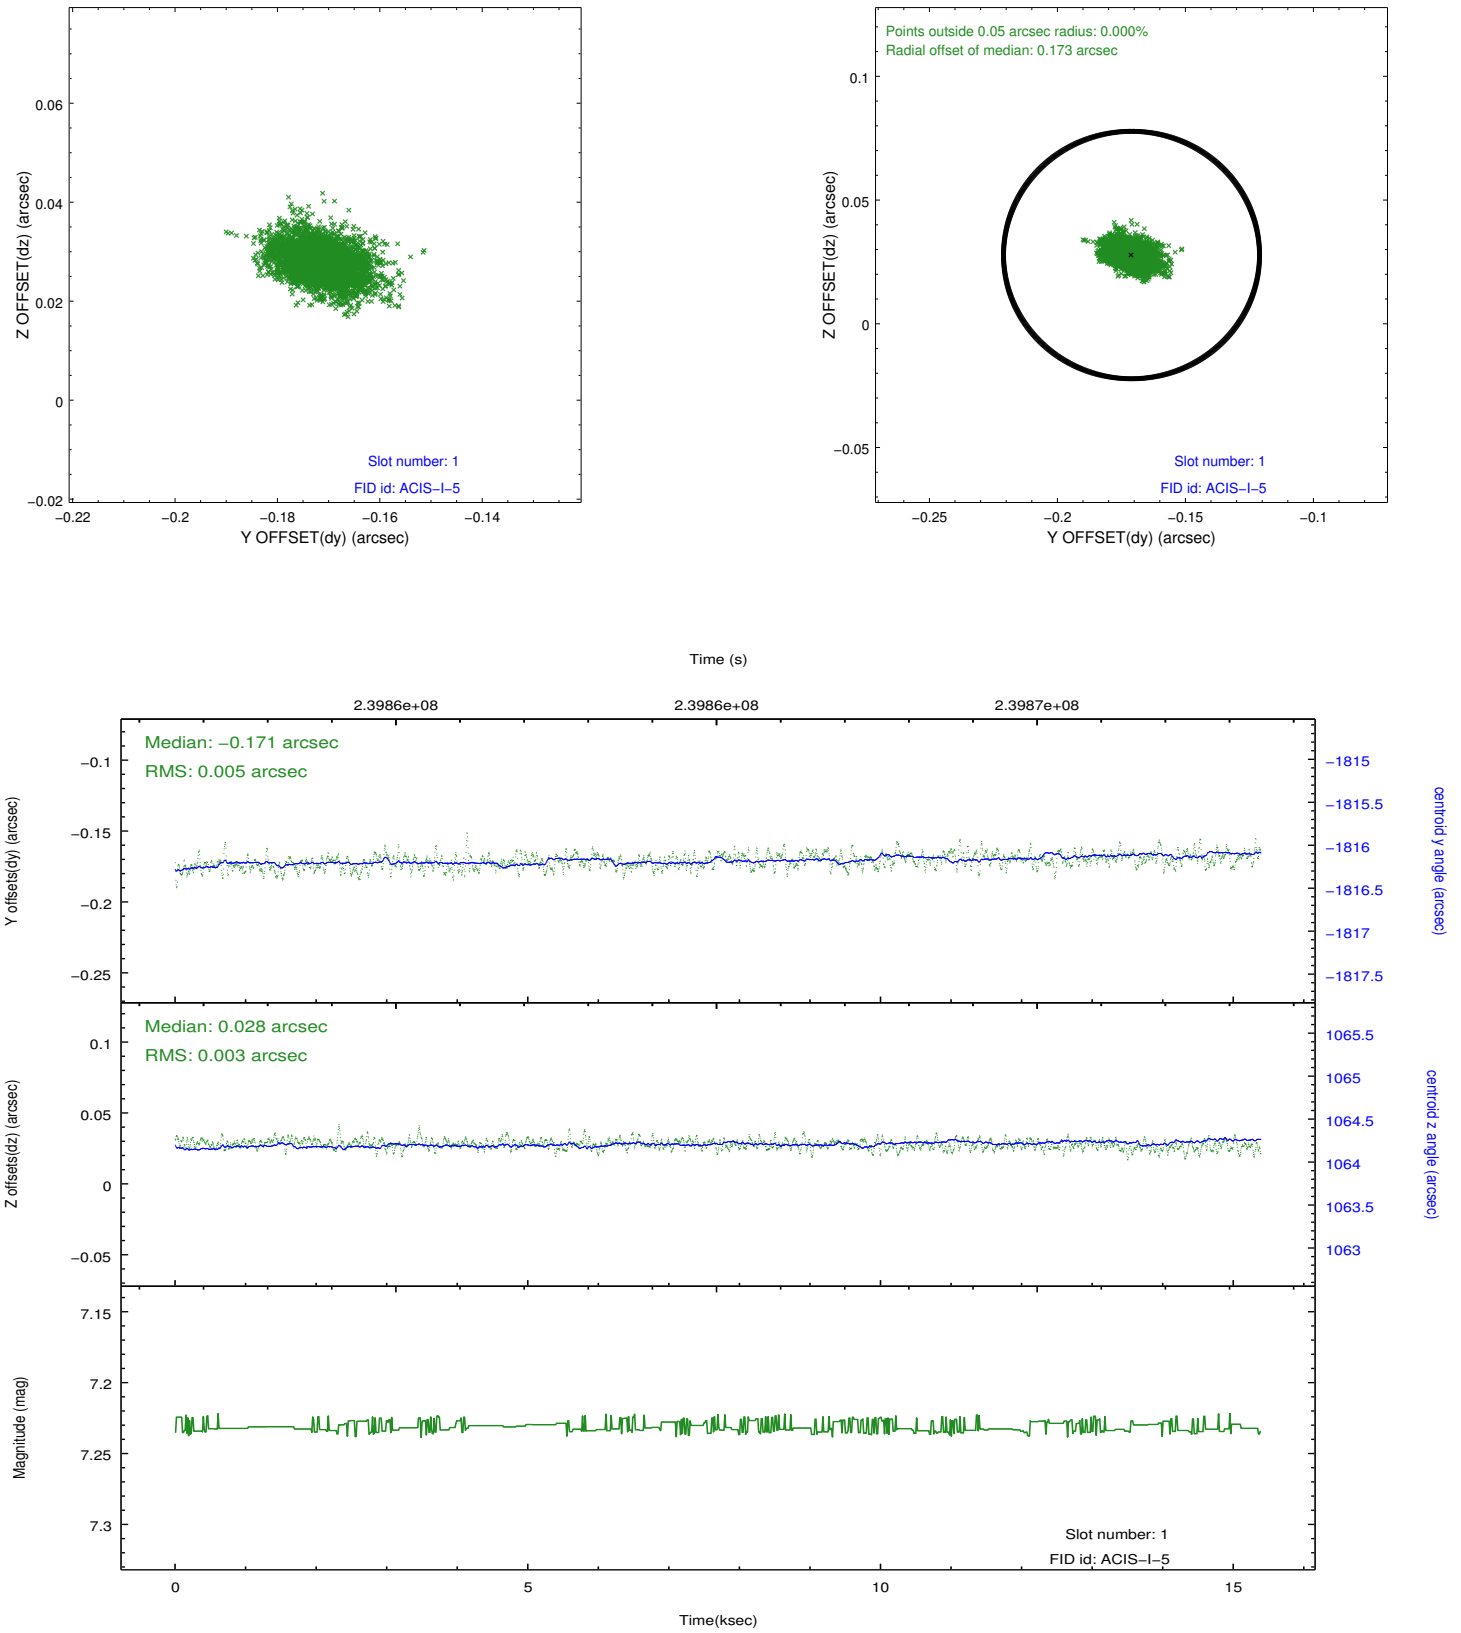 Z OFFSET(dz) (arcsec)
0.06
0.04
0.02
0
−0.02
−0.22
−0.2
−0.18
−0.16
−0.14
Y OFFSET(dy) (arcsec)
Slot number: 1
FID id: ACIS−I−5
Points outside 0.05 arcsec radius: 0.000%
Radial offset of median: 0.173 arcsec
Z OFFSET(dz) (arcsec)
0.1
0.05
0
−0.05
−0.25
−0.2
−0.15
−0.1
Y OFFSET(dy) (arcsec)
Slot number: 1
FID id: ACIS−I−5
Time (s)
2.3986e+08
2.3986e+08
2.3987e+08
Median: −0.171 arcsec
RMS: 0.005 arcsec
Y offsets(dy) (arcsec)
−0.1
−0.15
−0.2
−0.25
−1815
−1815.5
−1816
−1816.5
−1817
−1817.5
centroid y angle (arcsec)
Median: 0.028 arcsec
RMS: 0.003 arcsec
Z offsets(dz) (arcsec)
0.1
0.05
0
−0.05
1065.5
1065
1064.5
1064
1063.5
1063
centroid z angle (arcsec)
Magnitude (mag)
7.15
7.2
7.25
7.3
Slot number: 1
FID id: ACIS−I−5
0
5
10
15
Time(ksec)